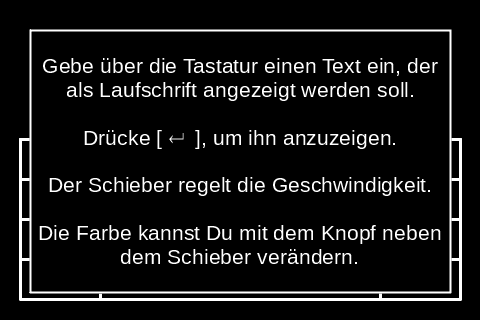 Gebe über die Tastatur einen Text ein, der
als Laufschrift angezeigt werden soll.
Drücke [ ↵ ], um ihn anzuzeigen.
Der Schieber regelt die Geschwindigkeit.
Die Farbe kannst Du mit dem Knopf neben
dem Schieber verändern.